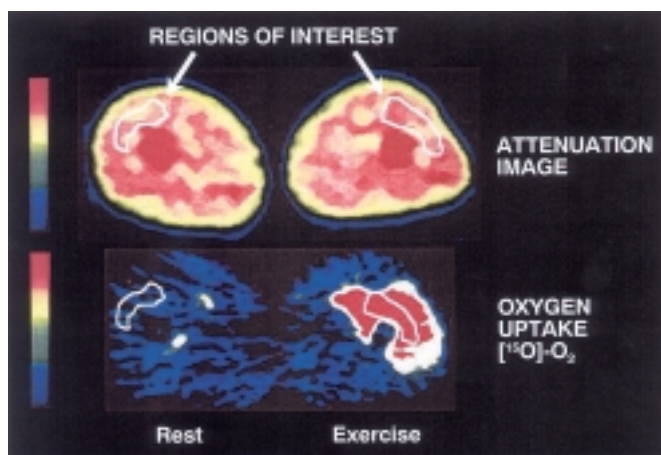 REGIONS OF INTEREST
ATTENUATION
IMAGE
OXYGEN
UPTAKE
[¹⁵O]-O₂
Rest
Exercise